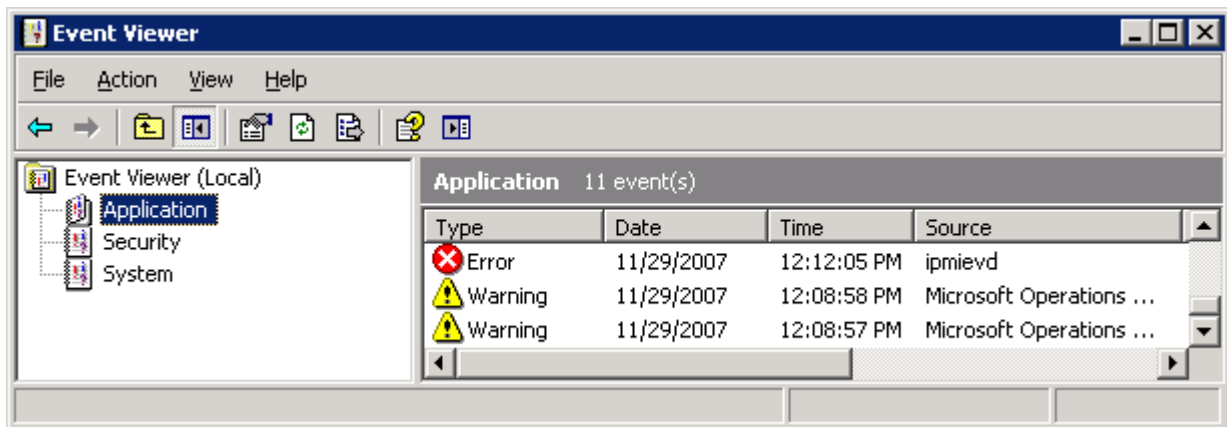 Event Viewer
File Action View Help
Event Viewer (Local)
Application
Security
System
Application 11 event(s)
Type Date Time Source
Error 11/29/2007 12:12:05 PM ipmievd
Warning 11/29/2007 12:08:58 PM Microsoft Operations ...
Warning 11/29/2007 12:08:57 PM Microsoft Operations ...